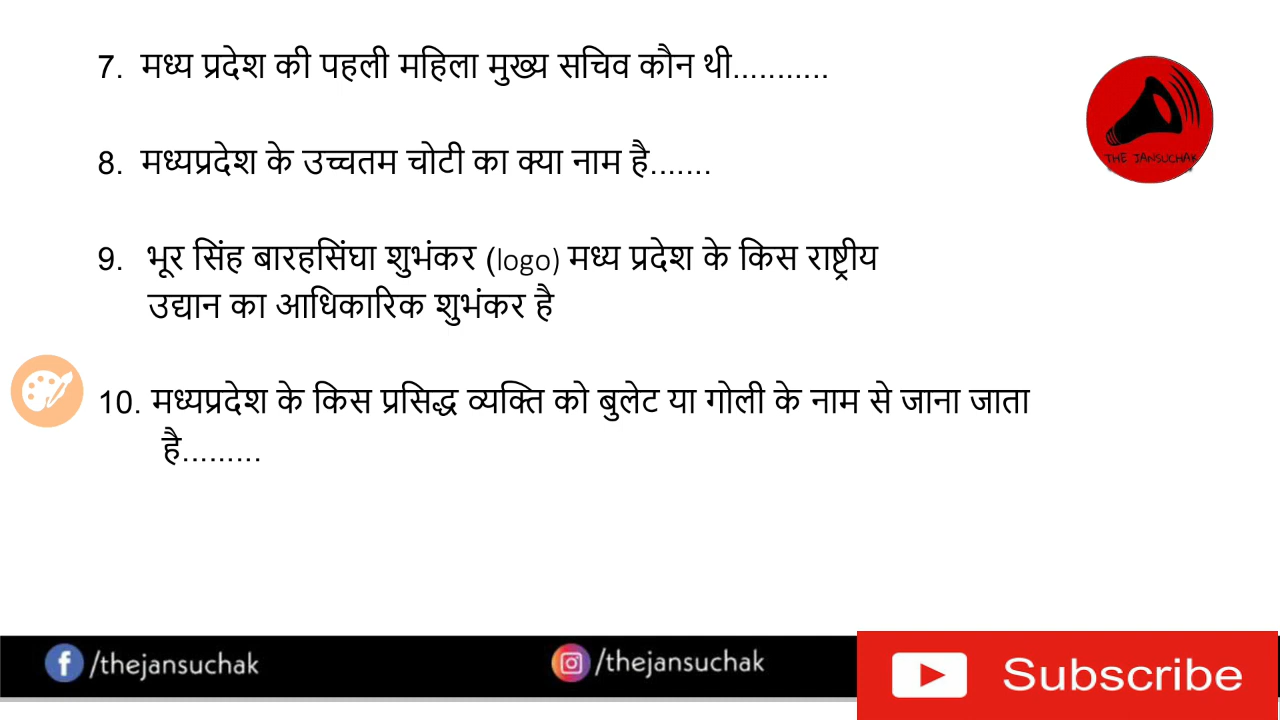 7. मध्य प्रदेश की पहली महिला मुख्य सचिव कौन थी...........
THE JANSUCHAK
8. मध्यप्रदेश के उच्चतम चोटी का क्या नाम है.......
9. भूर सिंह बारहसिंघा शुभंकर (logo) मध्य प्रदेश के किस राष्ट्रीय
उद्यान का आधिकारिक शुभंकर है
10. मध्यप्रदेश के किस प्रसिद्ध व्यक्ति को बुलेट या गोली के नाम से जाना जाता
है.........
/thejansuchak
/thejansuchak
Subscribe